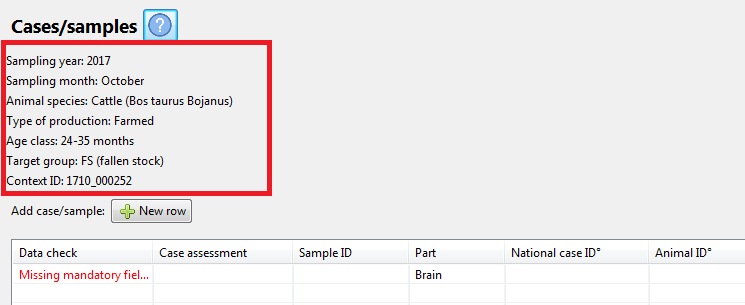 Cases/samples ?
Sampling year: 2017
Sampling month: October
Animal species: Cattle (Bos taurus Bojanus)
Type of production: Farmed
Age class: 24-35 months
Target group: FS (fallen stock)
Context ID: 1710_000252
Add case/sample: New row
Data check Case assessment Sample ID Part National case ID° Animal ID°
Missing mandatory fiel... Brain